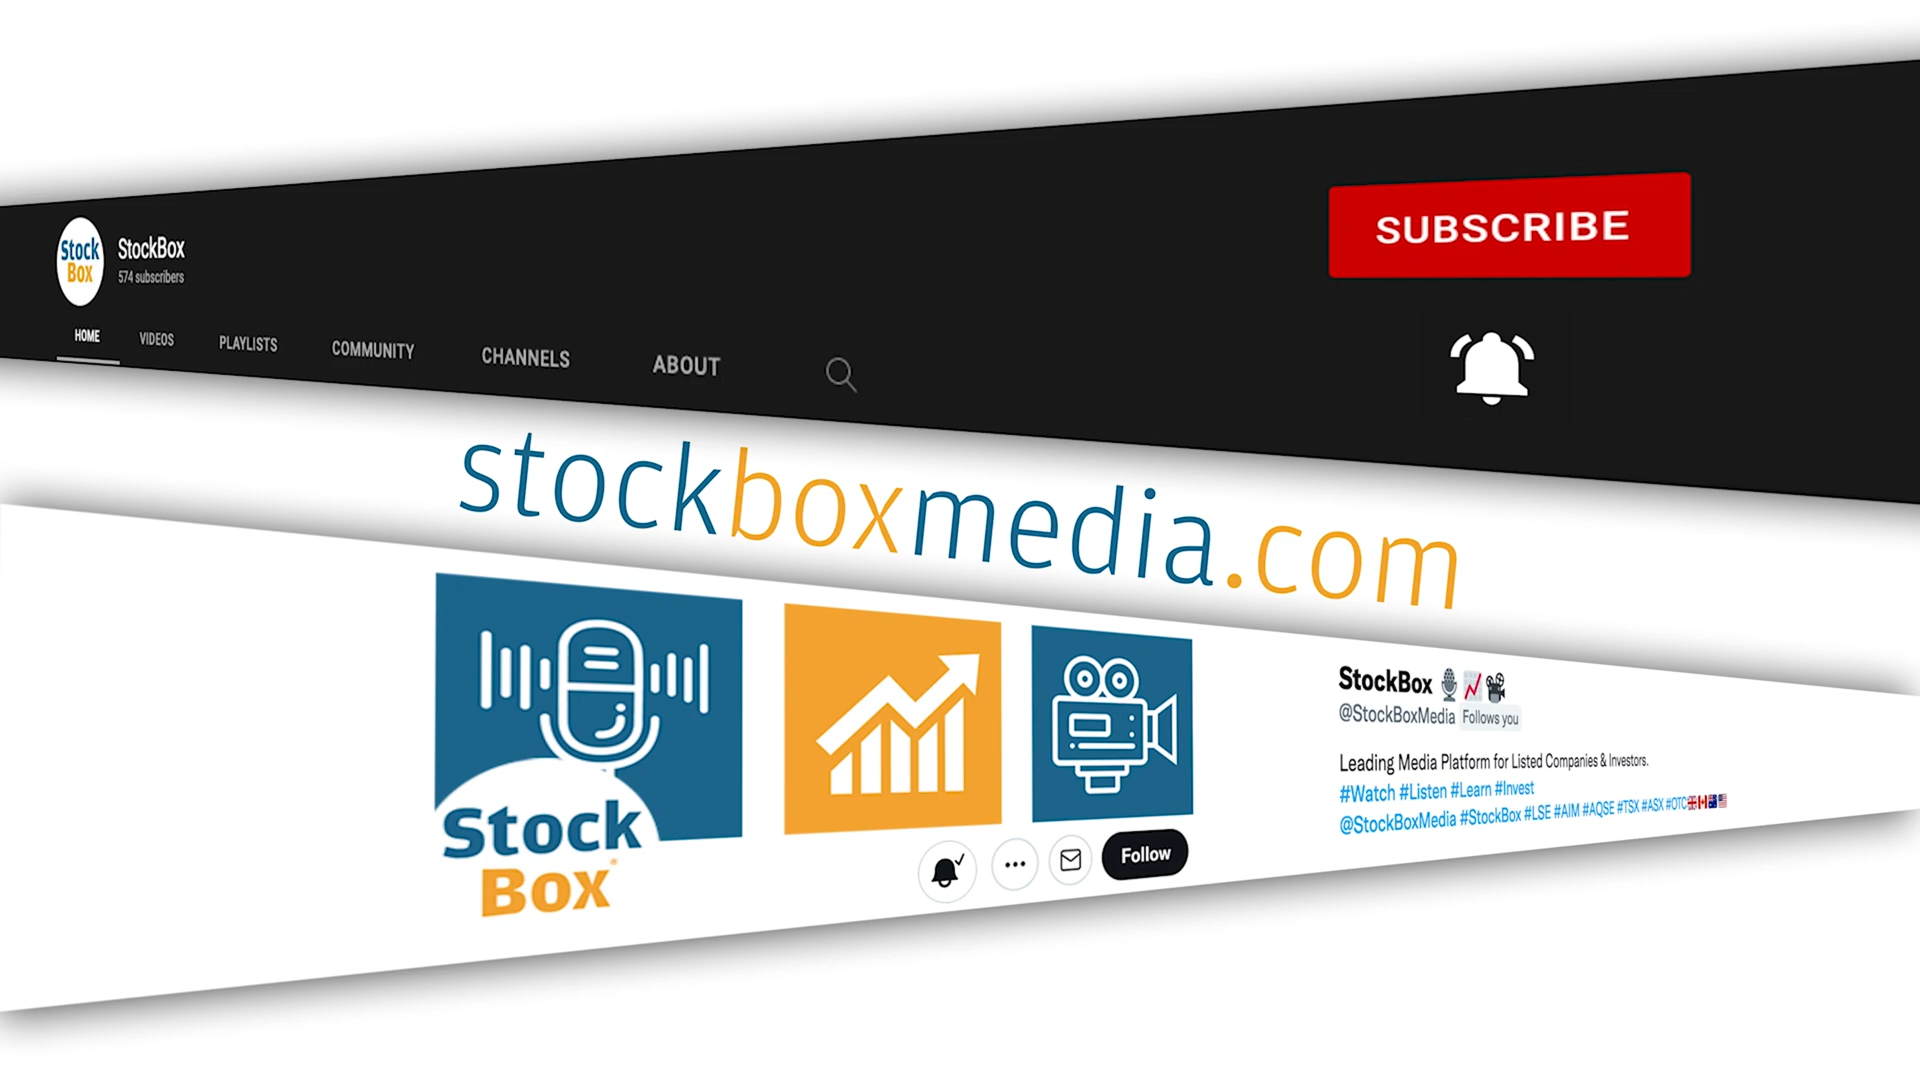 Stock
Box
StockBox
574 subscribers
SUBSCRIBE
HOME VIDEOS PLAYLISTS COMMUNITY CHANNELS ABOUT
stockboxmedia.com
Stock
Box
Follow
StockBox
@StockBoxMedia Follows you
Leading Media Platform for Listed Companies & Investors.
#Watch #Listen #Learn #Invest
@StockBoxMedia #StockBox #LSE #AIM #AQSE #TSX #ASX #OTC